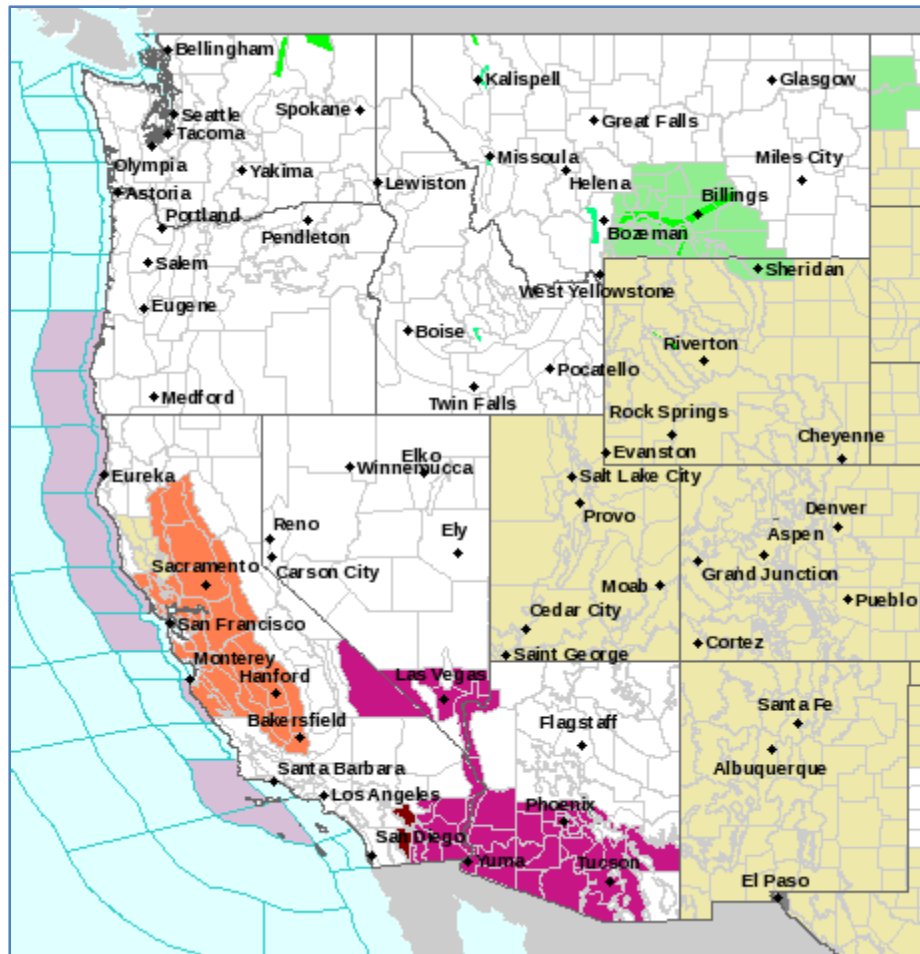 Bellingham
Kalispell
Glasgow
Seattle
Spokane
Great Falls
Tacoma
Olympia
Missoula
Miles City
Yakima
Helena
Lewiston
Astoria
Billings
Portland
Pendleton
Bozeman
Salem
Sheridan
West Yellowstone
Eugene
Boise
Riverton
Pocatello
Medford
Twin Falls
Rock Springs
Cheyenne
Elko
Evanston
Eureka
Winnemucca
Salt Lake City
Provo
Denver
Reno
Ely
Aspen
Sacramento
Carson City
Moab
Grand Junction
Pueblo
Cedar City
San Francisco
Cortez
Saint George
Monterey
Hanford
Las Vegas
Santa Fe
Bakersfield
Flagstaff
Albuquerque
Santa Barbara
Los Angeles
Phoenix
San Diego
Yuma
Tucson
El Paso